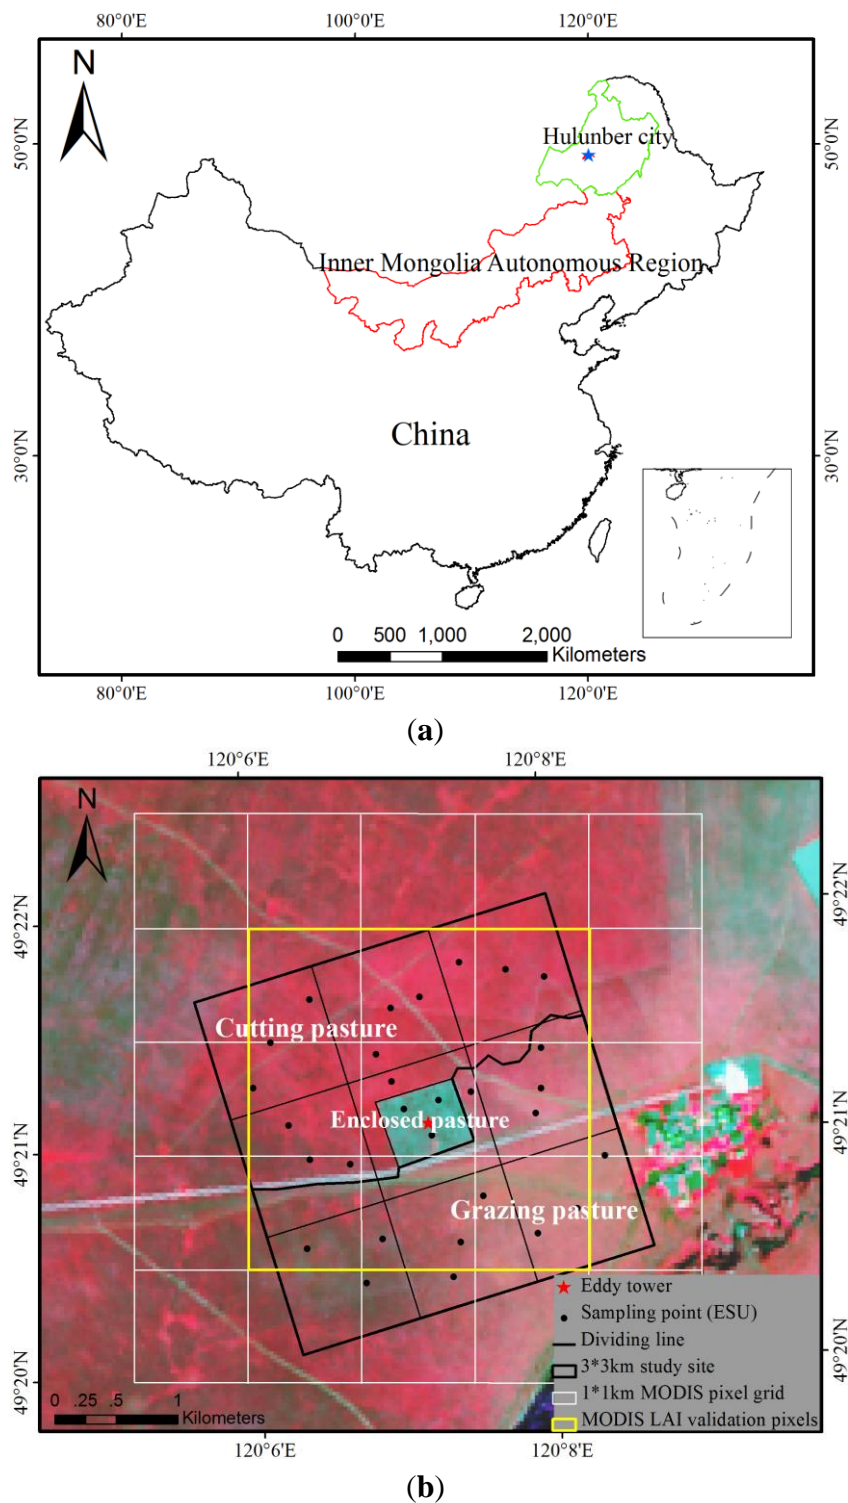 80°0'E 100°0'E 120°0'E
N
50°0'N 50°0'N
Hulunber city
Inner Mongolia Autonomous Region
China
30°0'N 30°0'N
0 500 1,000 2,000
Kilometers
80°0'E 100°0'E 120°0'E
(a)
120°6'E 120°8'E
N
49°22'N 49°22'N
Cutting pasture
Enclosed pasture
49°21'N 49°21'N
Grazing pasture
Eddy tower
Sampling point (ESU)
Dividing line
3*3km study site
1*1km MODIS pixel grid
MODIS LAI validation pixels
49°20'N 49°20'N
0 .25 .5 1
Kilometers
120°6'E 120°8'E
(b)